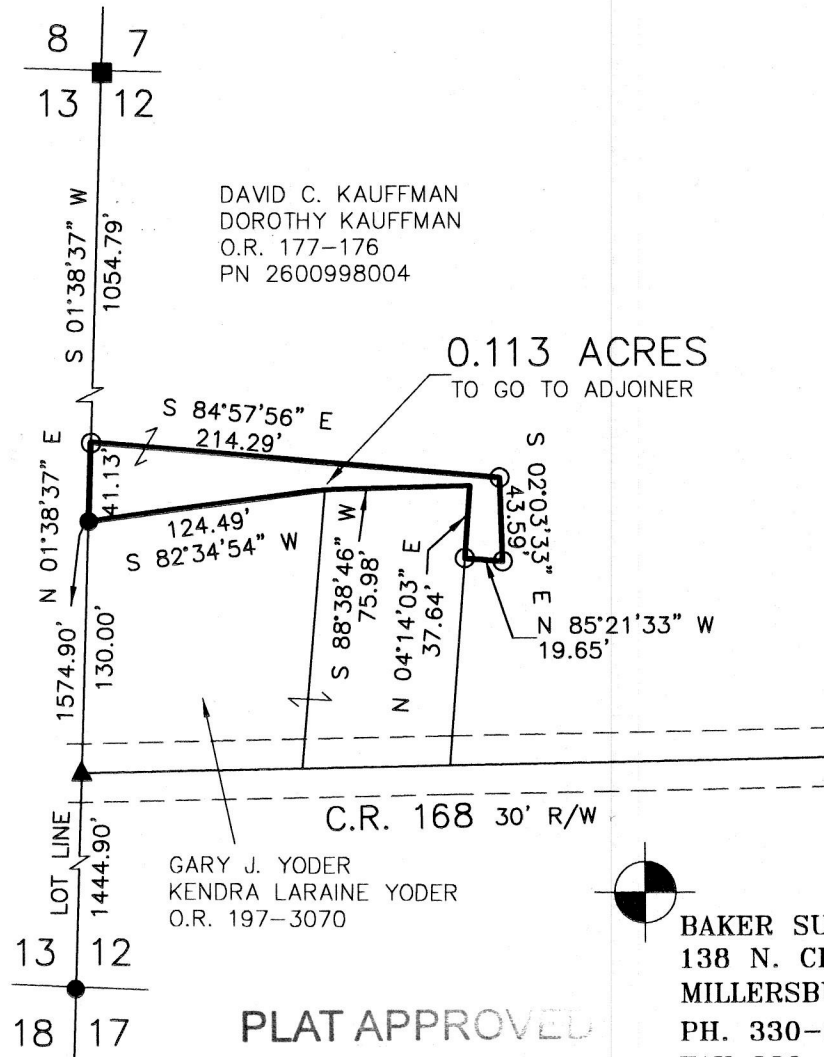 8 7
13 12
S 01°38'37" W
1054.79'
DAVID C. KAUFFMAN
DOROTHY KAUFFMAN
O.R. 177-176
PN 2600998004
0.113 ACRES
TO GO TO ADJOINER
S 84°57'56" E
214.29'
N 01°38'37" E
41.13'
124.49'
S 82°34'54" W
S 88°38'46" W
75.98'
N 04°14'03" E
37.64'
S 02°03'33" E
43.59'
N 85°21'33" W
19.65'
1574.90'
130.00'
C.R. 168 30' R/W
LOT LINE
1444.90'
GARY J. YODER
KENDRA LARAINE YODER
O.R. 197-3070
13 12
18 17
PLAT APPROVED
BAKER SU
138 N. C
MILLERSB
PH. 330-